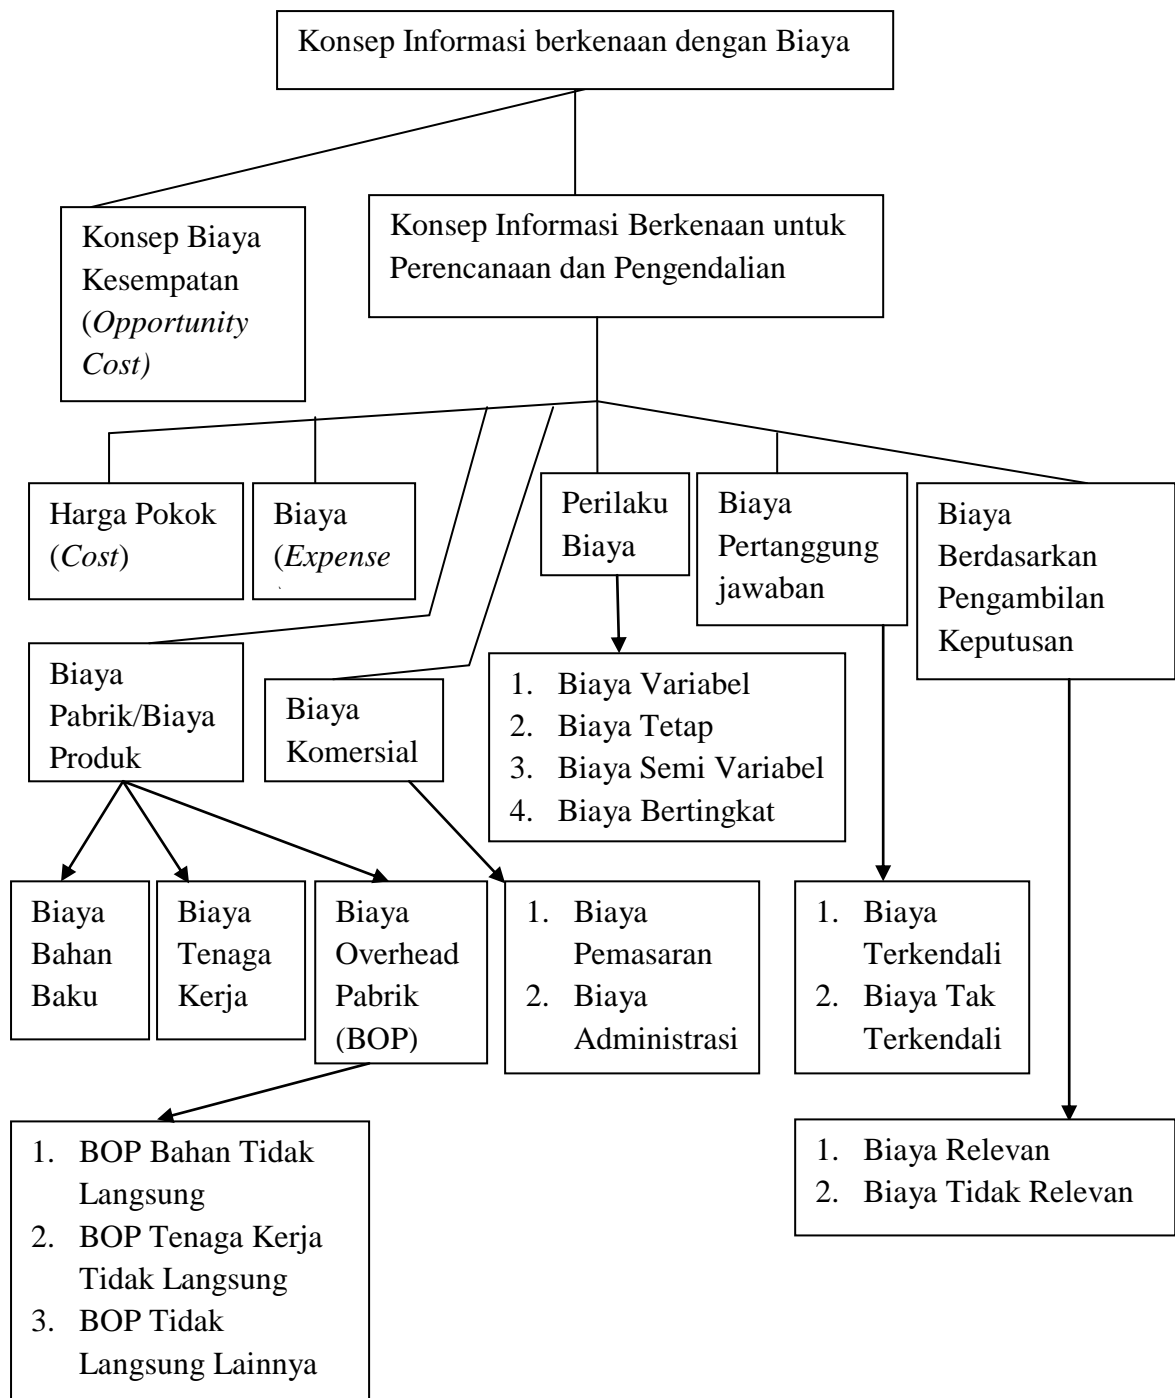 Konsep Informasi berkenaan dengan Biaya
Konsep Biaya
Kesempatan
(Opportunity
Cost)
Konsep Informasi Berkenaan untuk
Perencanaan dan Pengendalian
Harga Pokok
(Cost)
Biaya
(Expense
Perilaku
Biaya
Biaya
Pertanggung
jawaban
Biaya
Berdasarkan
Pengambilan
Keputusan
Biaya
Pabrik/Biaya
Produk
Biaya
Komersial
1. Biaya Variabel
2. Biaya Tetap
3. Biaya Semi Variabel
4. Biaya Bertingkat
Biaya
Bahan
Baku
Biaya
Tenaga
Kerja
Biaya
Overhead
Pabrik
(BOP)
1. Biaya
Pemasaran
2. Biaya
Administrasi
1. Biaya
Terkendali
2. Biaya Tak
Terkendali
1. BOP Bahan Tidak
Langsung
2. BOP Tenaga Kerja
Tidak Langsung
3. BOP Tidak
Langsung Lainnya
1. Biaya Relevan
2. Biaya Tidak Relevan